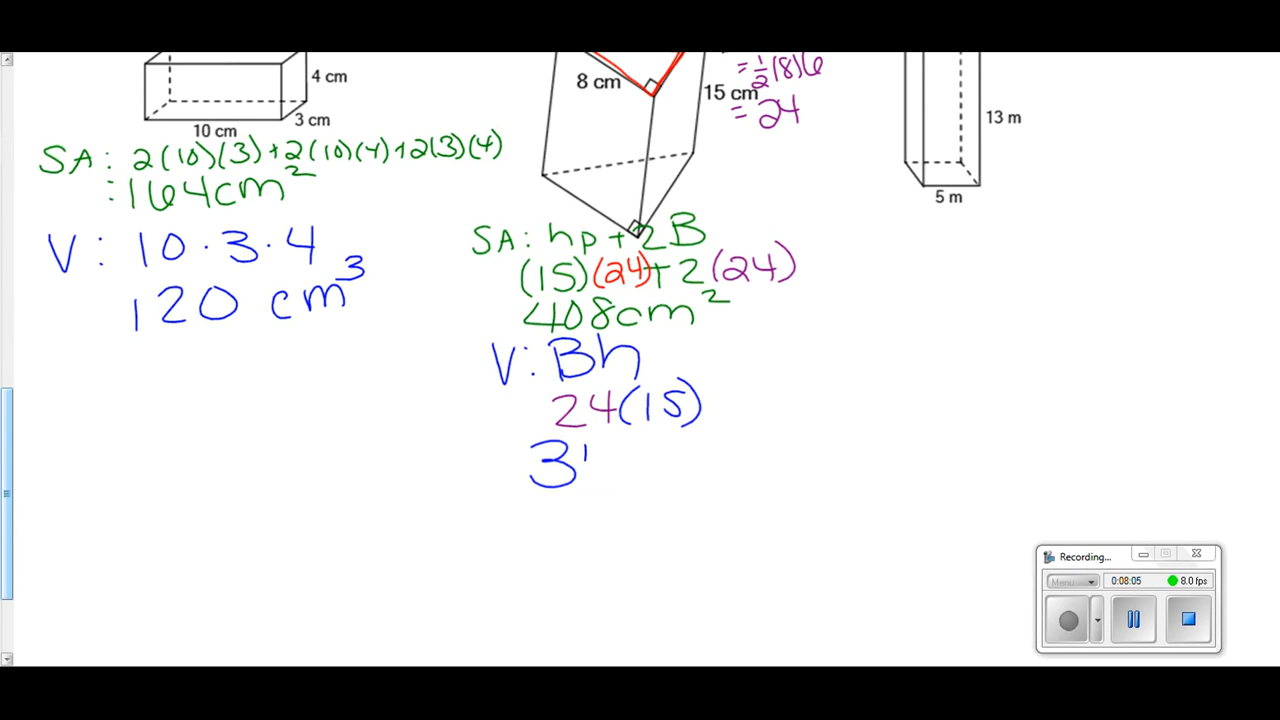 4 cm
3 cm
10 cm
SA: 2(10)(3)+2(10)(4)+2(3)(4)
:164cm²
V: 10·3·4
120 cm³
8 cm
15 cm
=½(8)6
= 24
SA: hp+2B
(15)(24)+2(24)
408cm²
V: Bh
24(15)
3
13 m
5 m
Recording...
Menu
0:08:05
8.0 fps